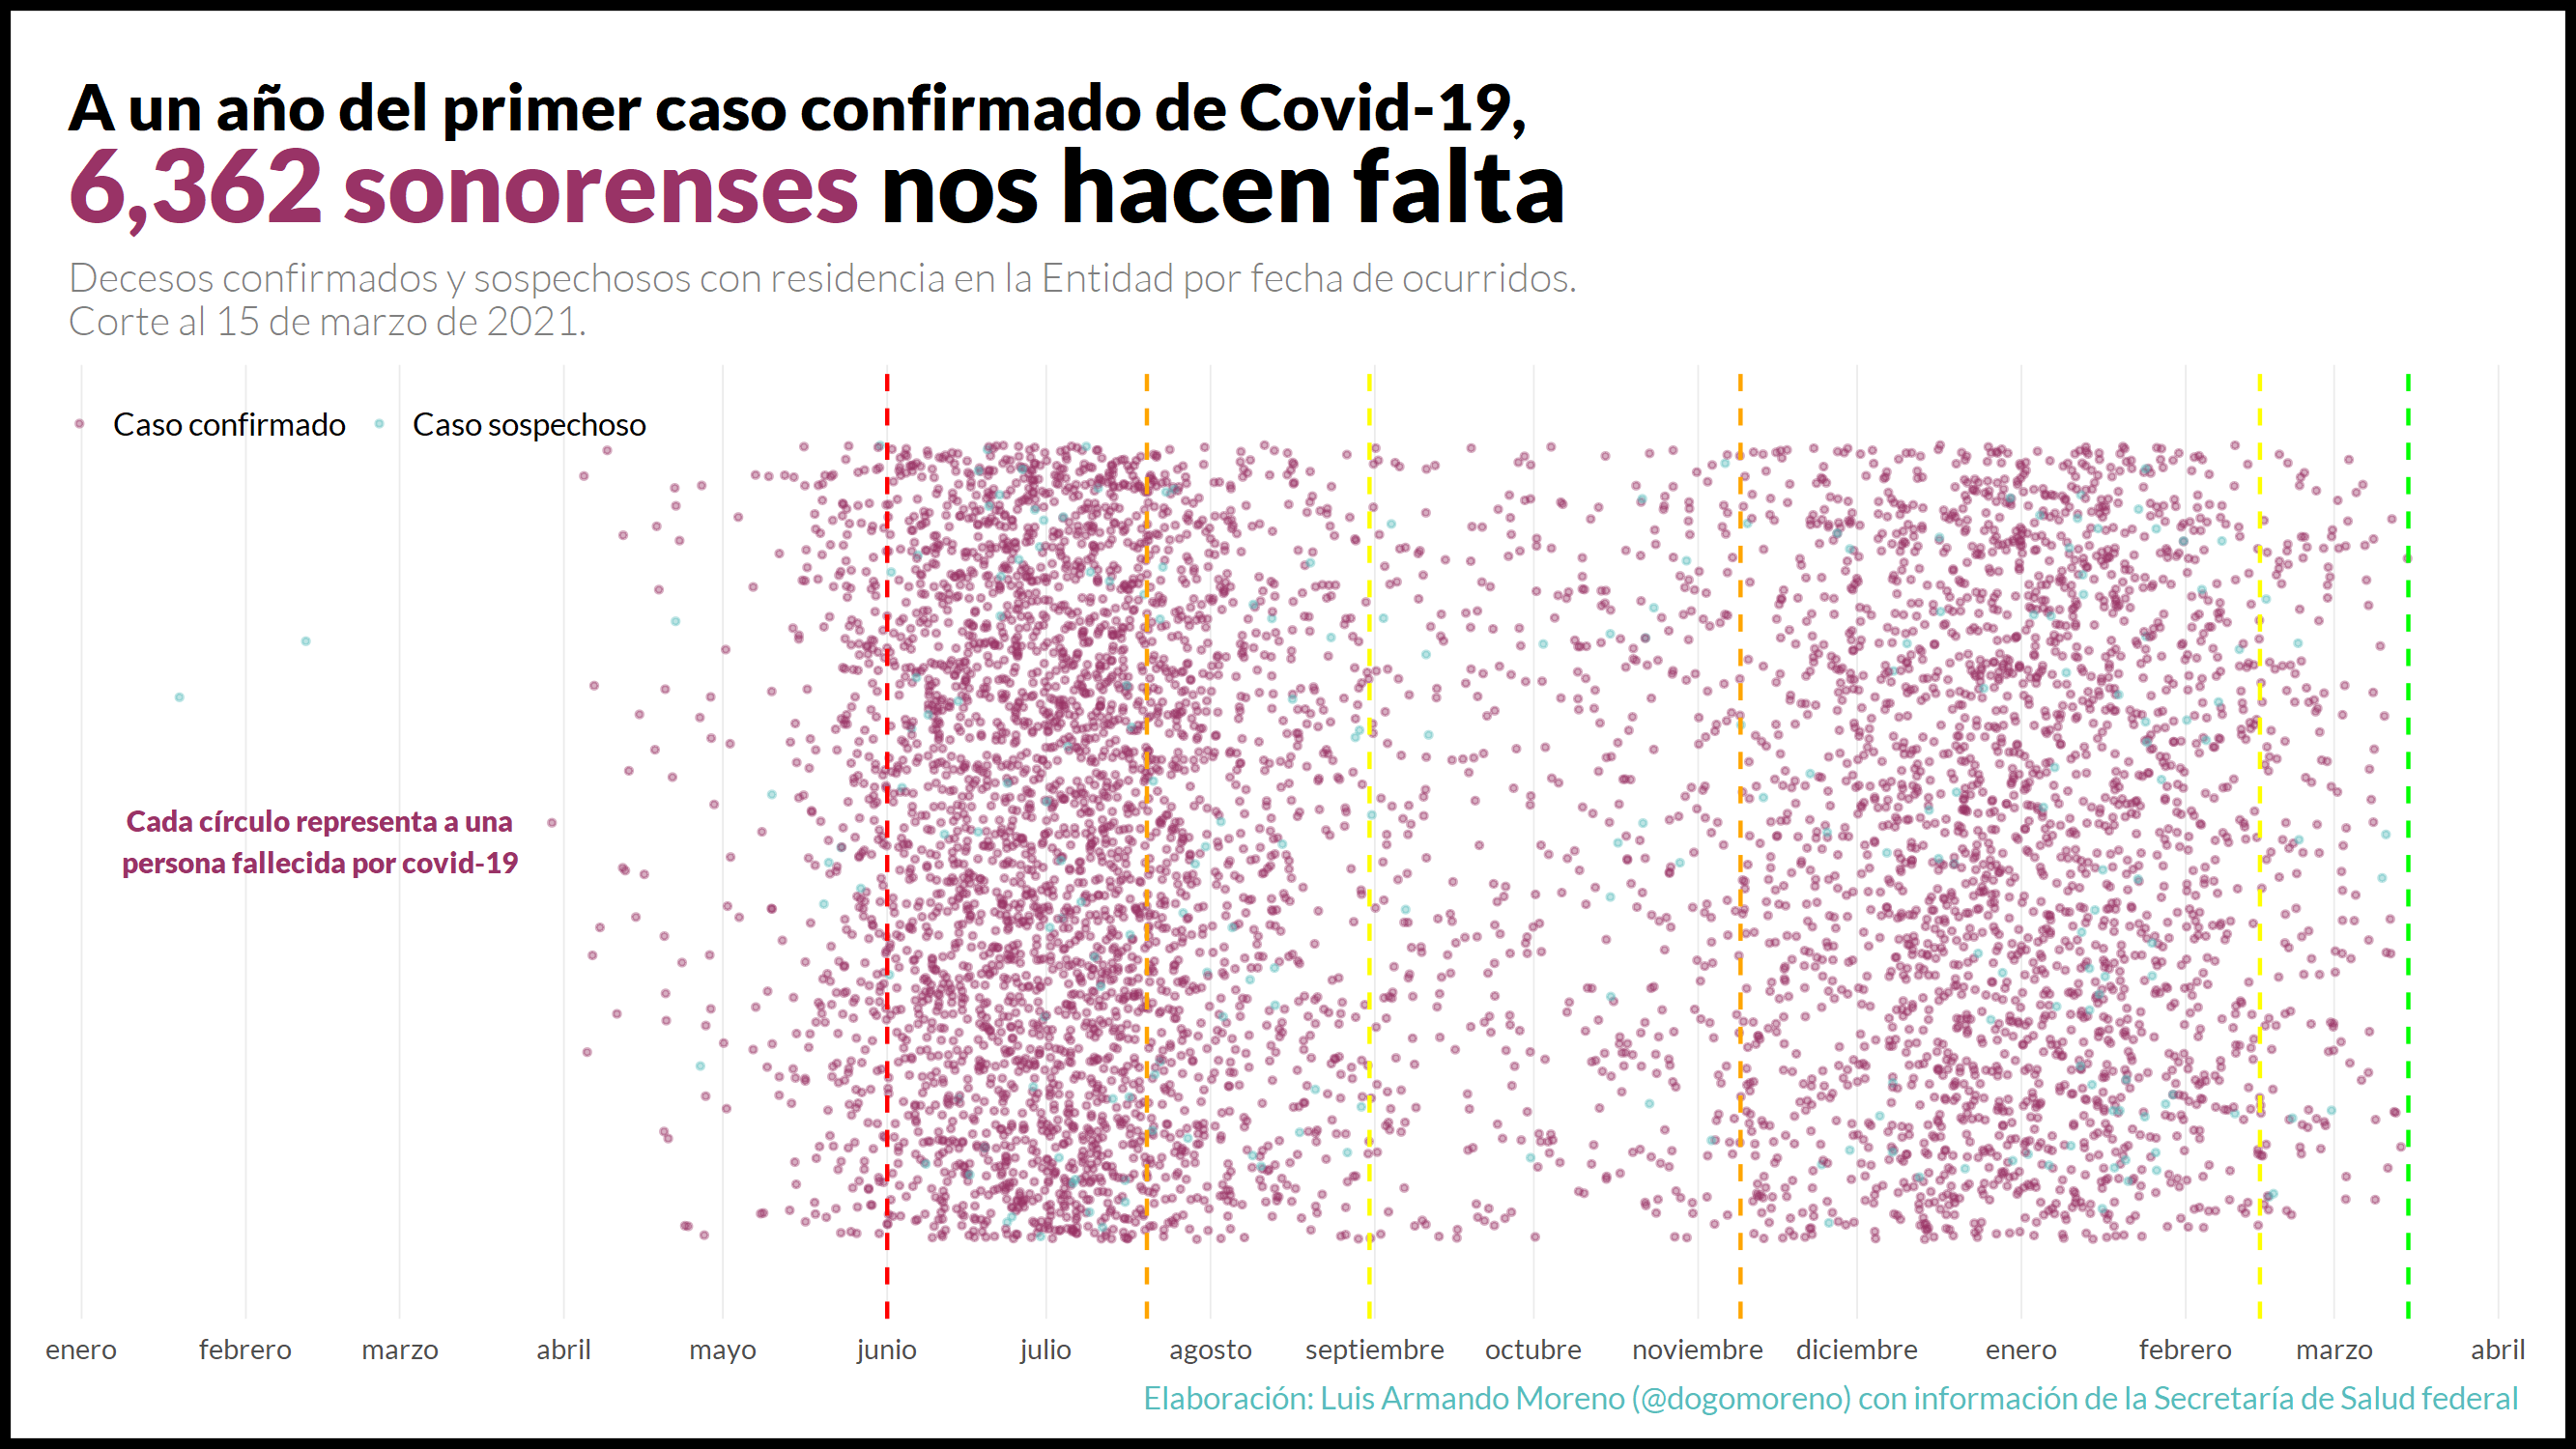 A un año del primer caso confirmado de Covid-19,
6,362 sonorenses nos hacen falta
Decesos confirmados y sospechosos con residencia en la Entidad por fecha de ocurridos.
Corte al 15 de marzo de 2021.
Caso confirmado Caso sospechoso
Cada círculo representa a una
persona fallecida por covid-19
enero febrero marzo abril mayo junio julio agosto septiembre octubre noviembre diciembre enero febrero marzo abril
Elaboración: Luis Armando Moreno (@dogomoreno) con información de la Secretaría de Salud federal